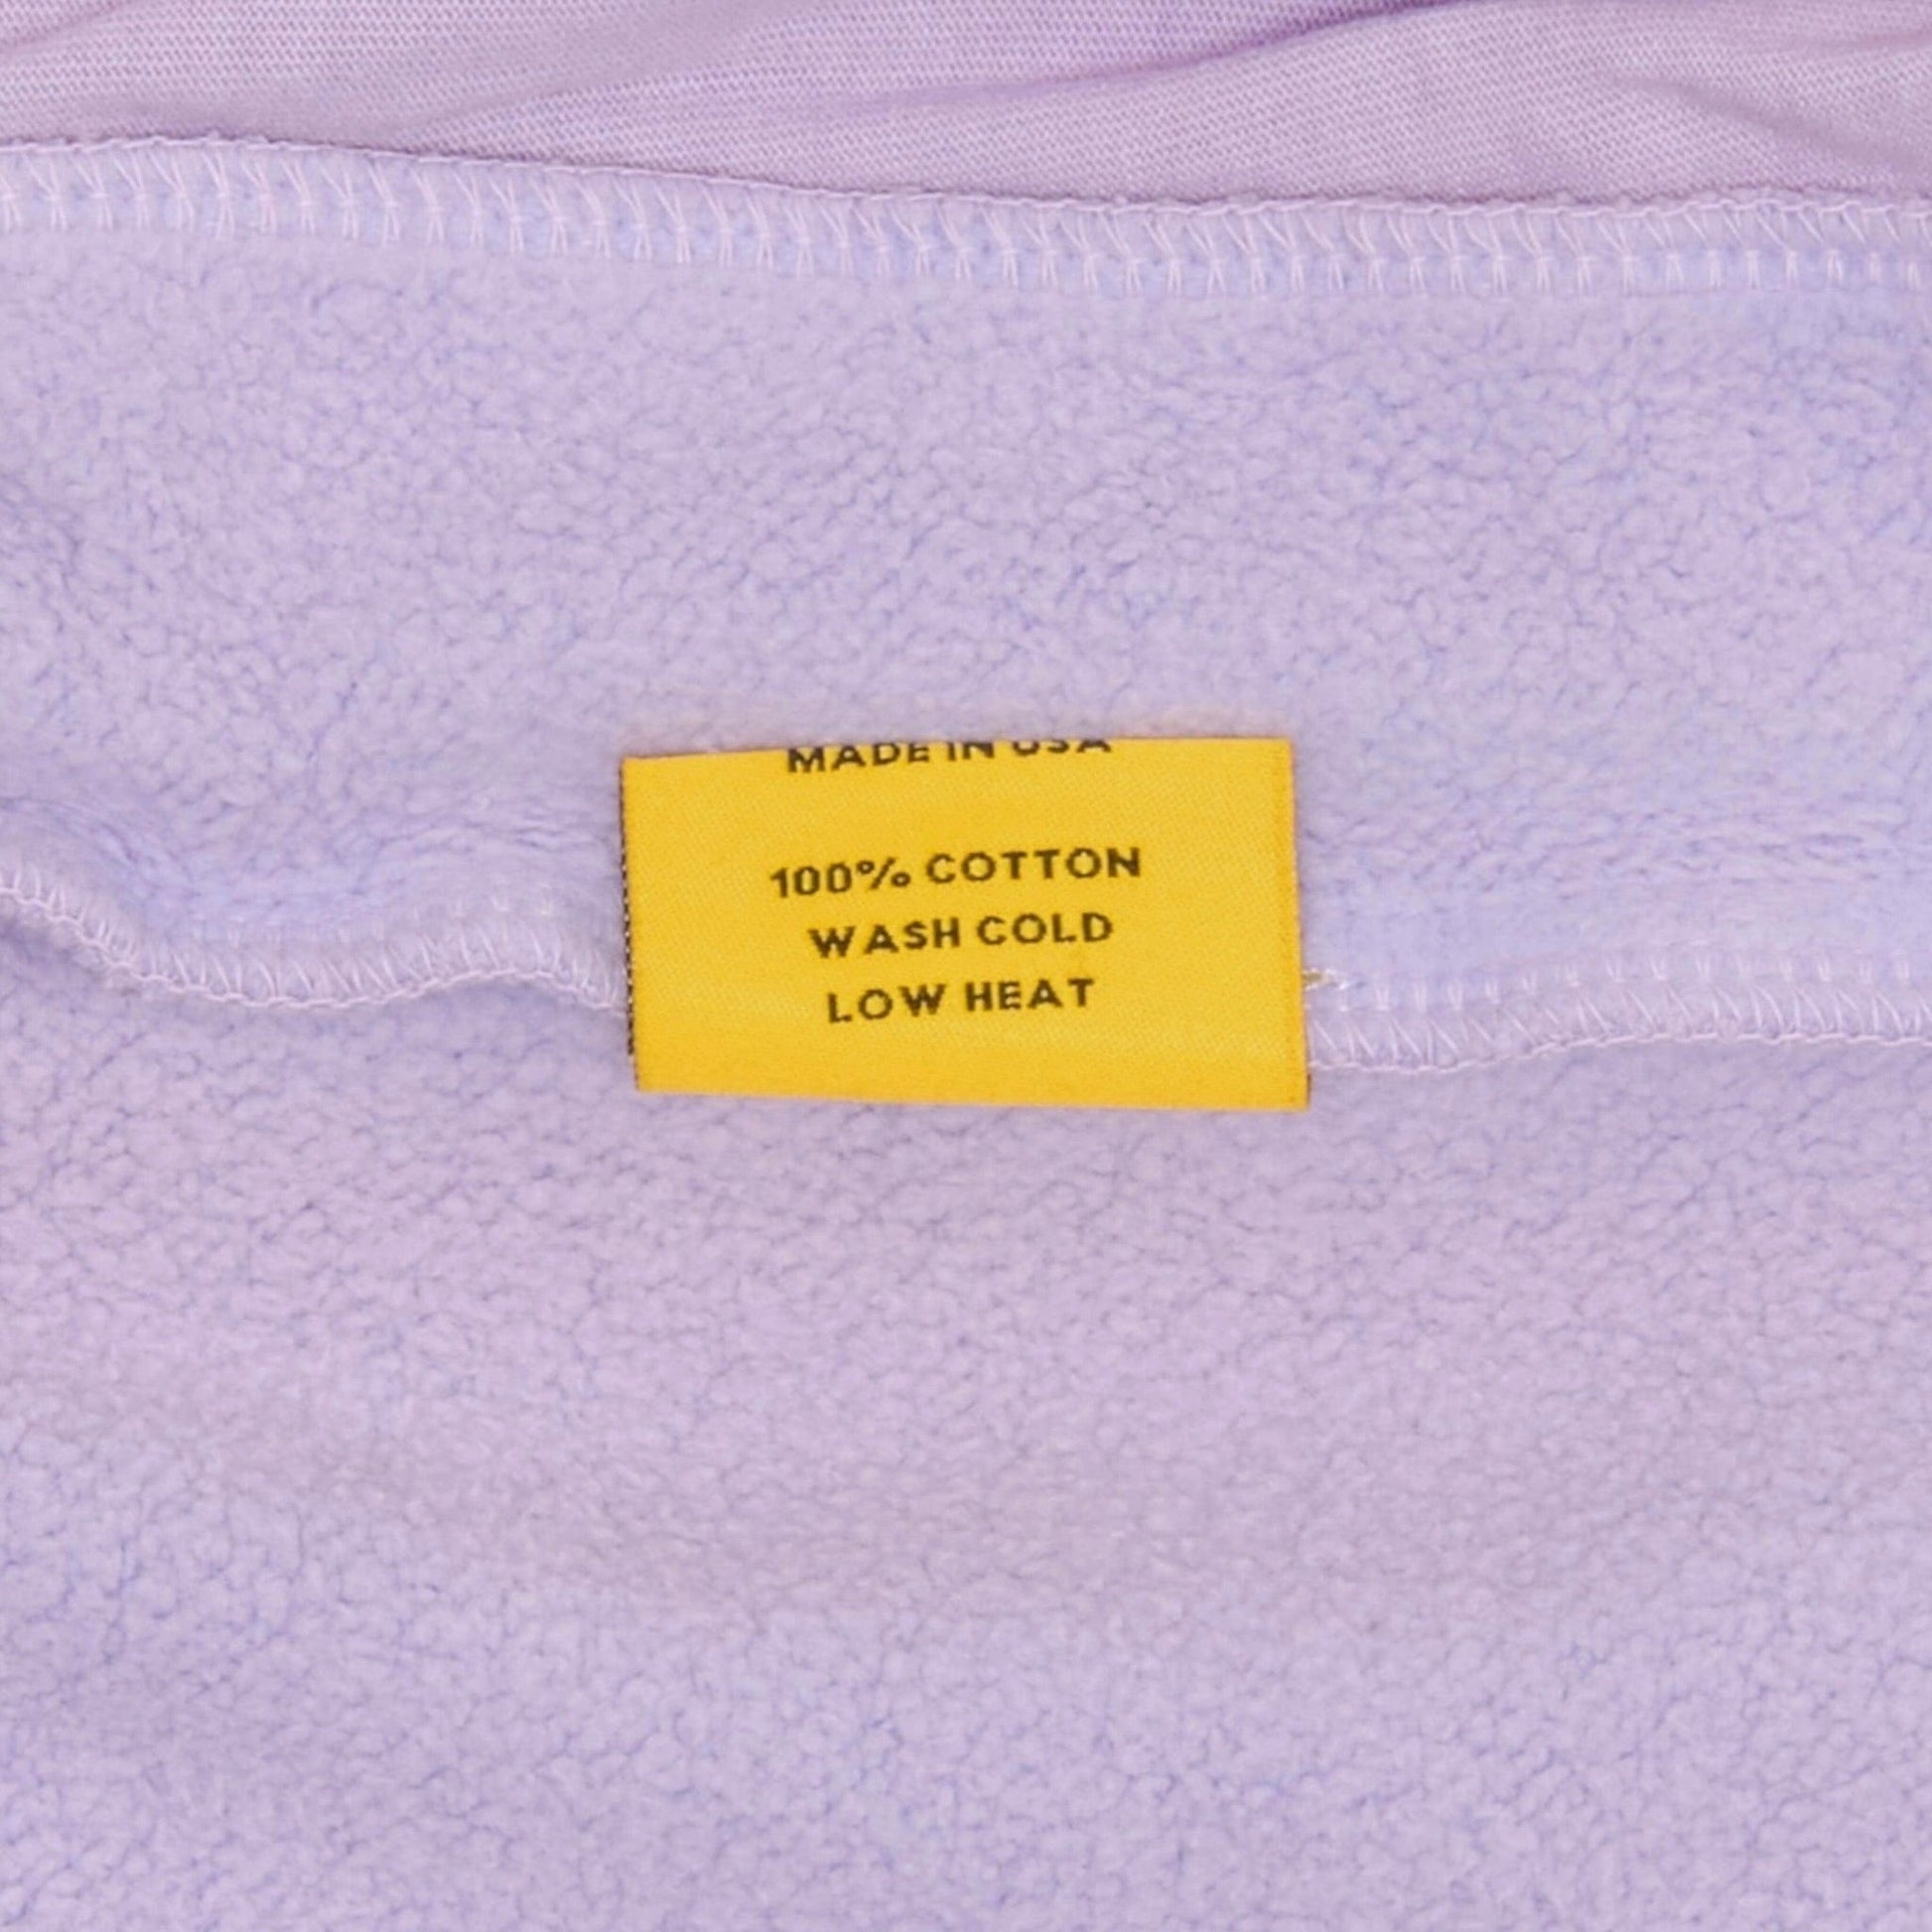 MADE IN USA
100% COTTON
WASH COLD
LOW HEAT